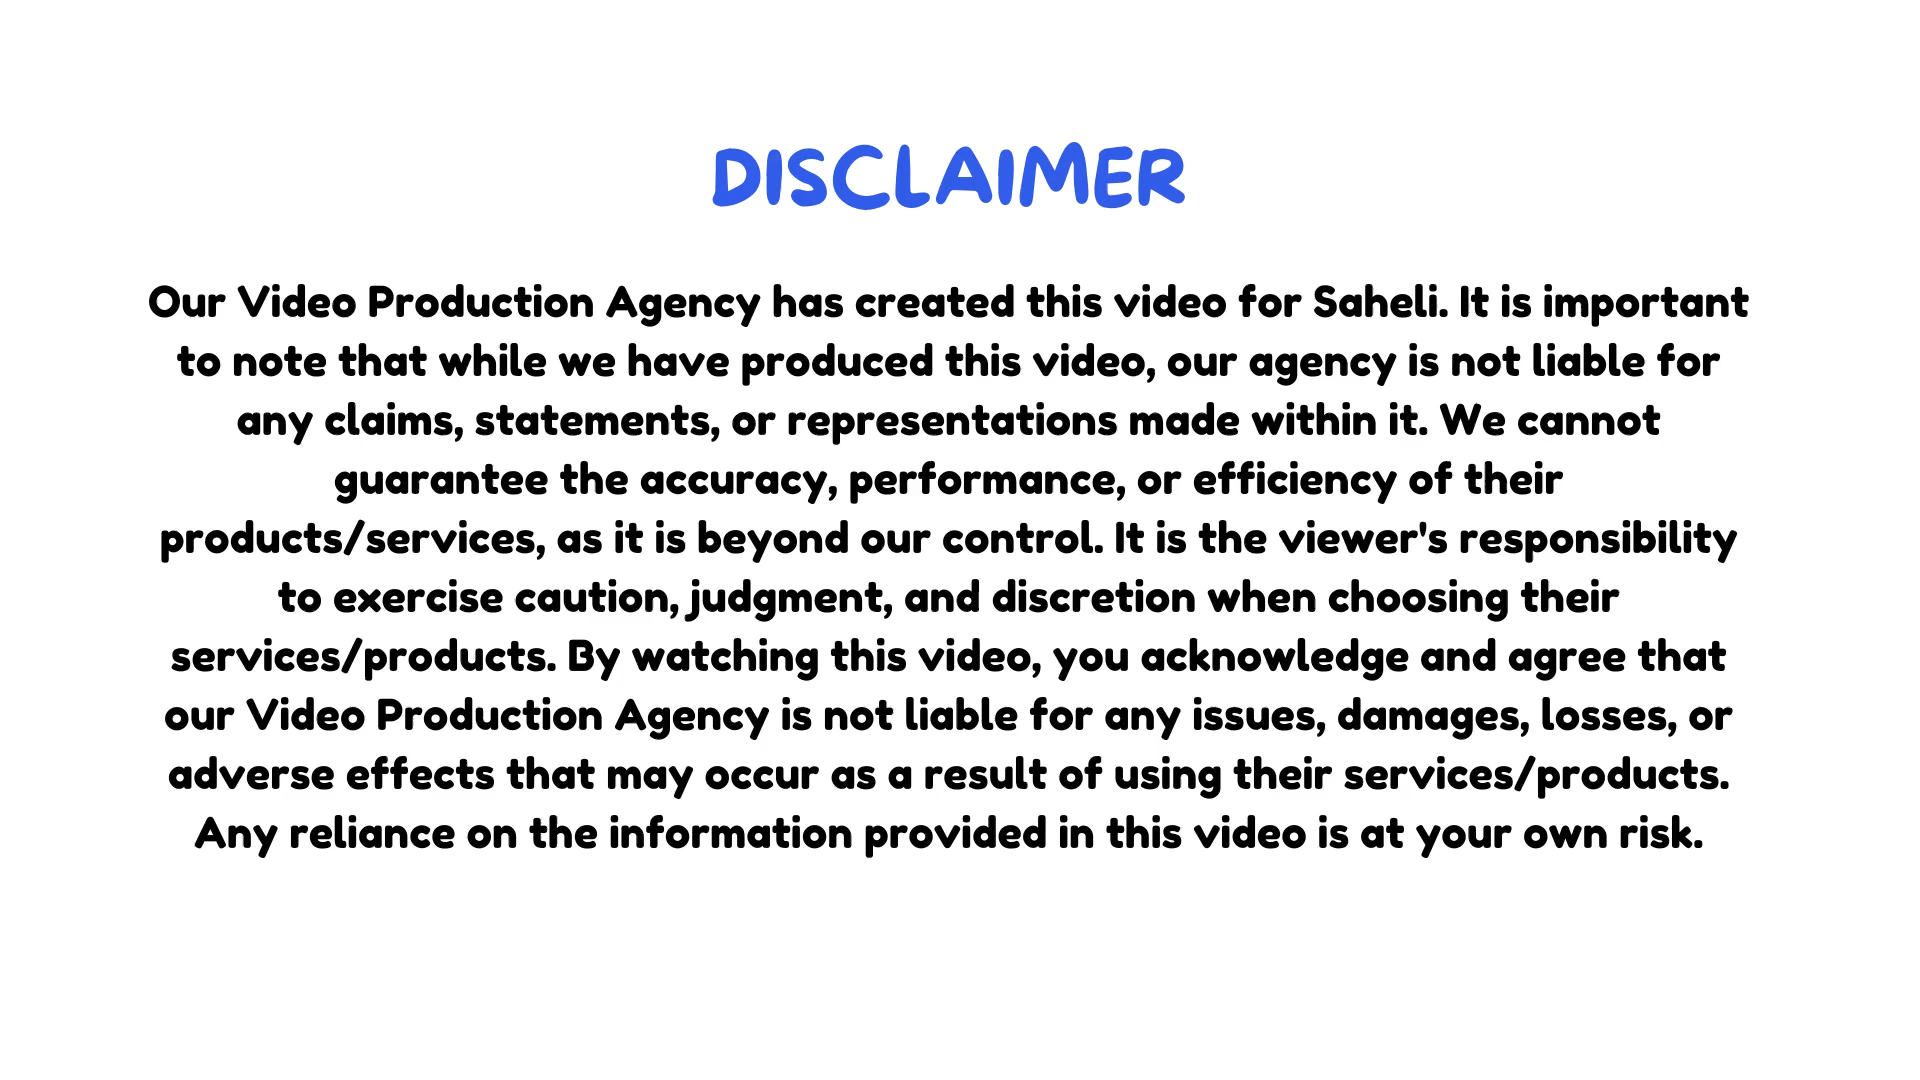 DISCLAIMER
Our Video Production Agency has created this video for Saheli. It is important
to note that while we have produced this video, our agency is not liable for
any claims, statements, or representations made within it. We cannot
guarantee the accuracy, performance, or efficiency of their
products/services, as it is beyond our control. It is the viewer's responsibility
to exercise caution, judgment, and discretion when choosing their
services/products. By watching this video, you acknowledge and agree that
our Video Production Agency is not liable for any issues, damages, losses, or
adverse effects that may occur as a result of using their services/products.
Any reliance on the information provided in this video is at your own risk.